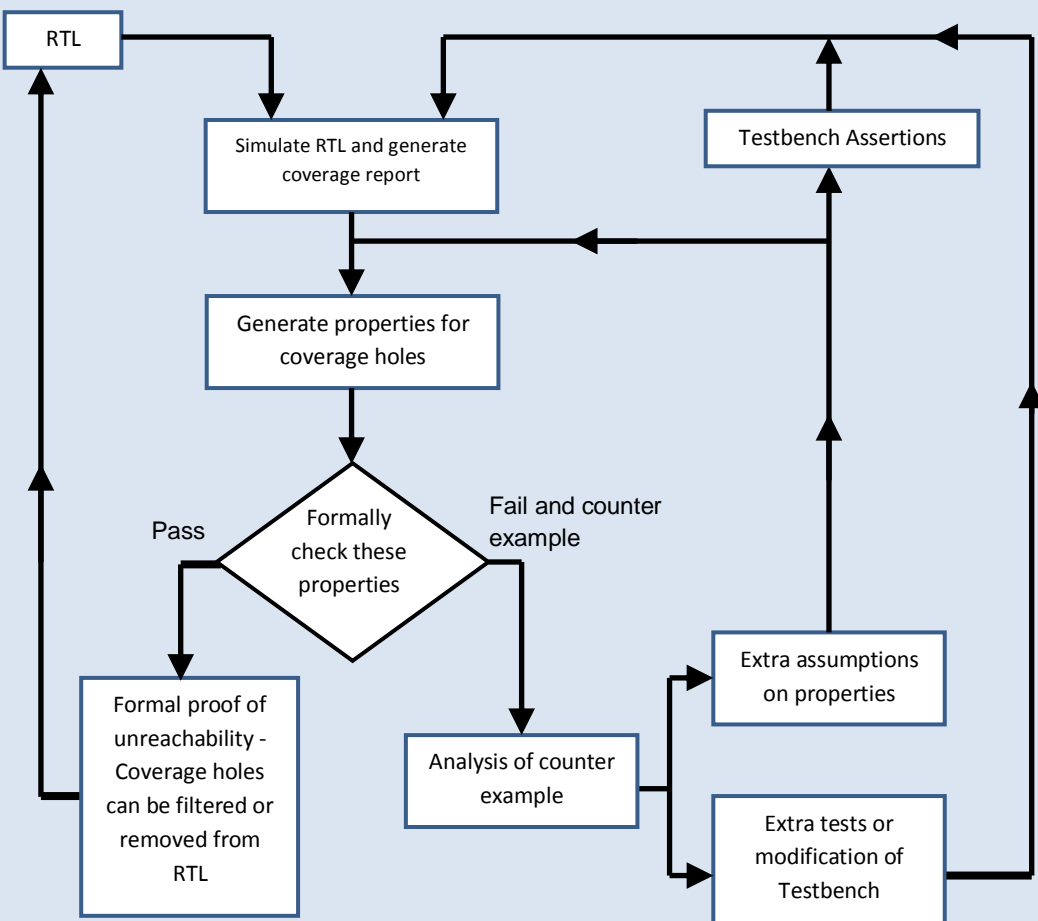 RTL
Simulate RTL and generate
coverage report
Testbench Assertions
Generate properties for
coverage holes
Pass
Formally
check these
properties
Fail and counter
example
Formal proof of
unreachability -
Coverage holes
can be filtered or
removed from
RTL
Analysis of counter
example
Extra assumptions
on properties
Extra tests or
modification of
Testbench